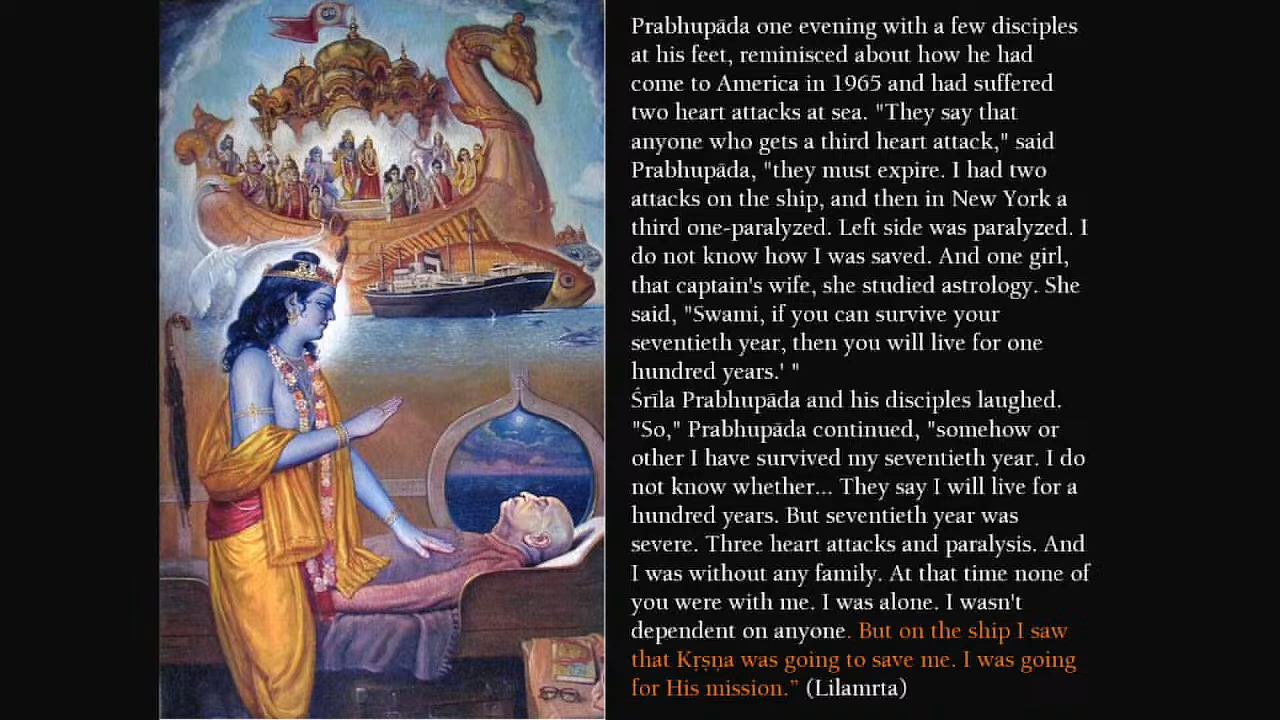 Prabhupāda one evening with a few disciples
at his feet, reminisced about how he had
come to America in 1965 and had suffered
two heart attacks at sea. "They say that
anyone who gets a third heart attack," said
Prabhupāda, "they must expire. I had two
attacks on the ship, and then in New York a
third one-paralyzed. Left side was paralyzed. I
do not know how I was saved. And one girl,
that captain's wife, she studied astrology. She
said, "Swami, if you can survive your
seventieth year, then you will live for one
hundred years.' "
Śrīla Prabhupāda and his disciples laughed.
"So," Prabhupāda continued, "somehow or
other I have survived my seventieth year. I do
not know whether... They say I will live for a
hundred years. But seventieth year was
severe. Three heart attacks and paralysis. And
I was without any family. At that time none of
you were with me. I was alone. I wasn't
dependent on anyone. But on the ship I saw
that Kṛṣṇa was going to save me. I was going
for His mission.” (Lilamrta)